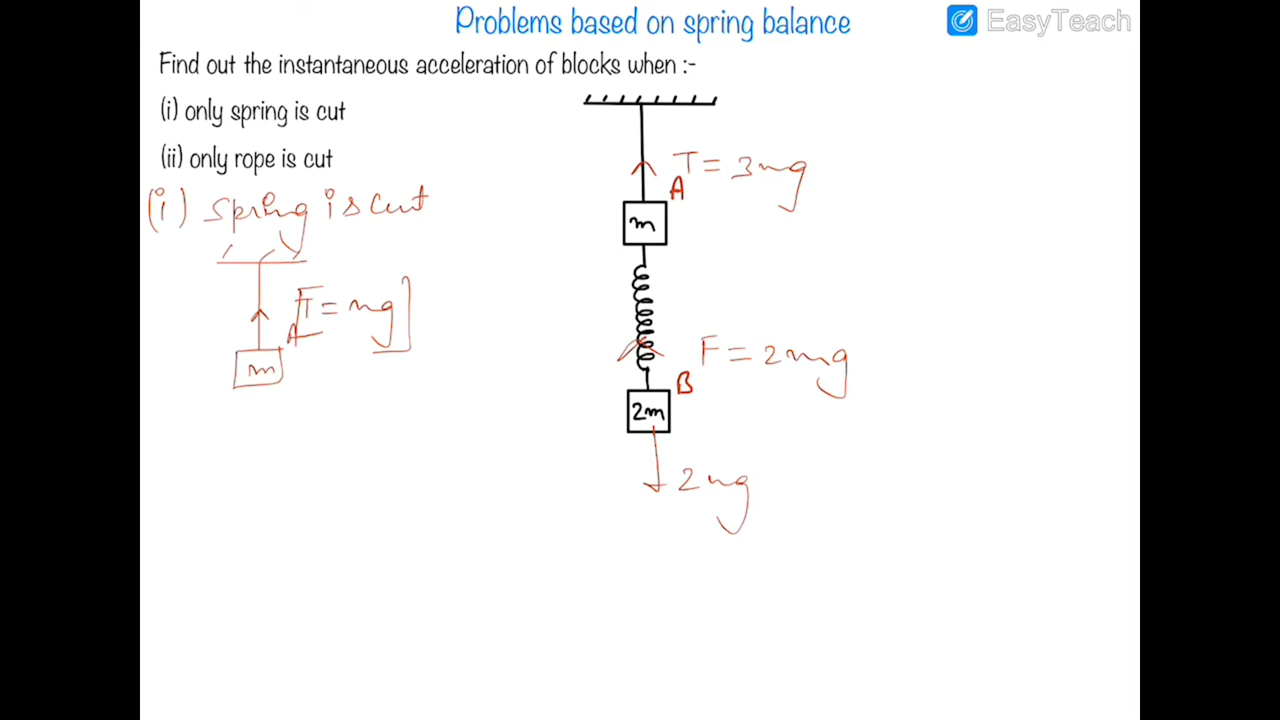 Problems based on spring balance
EasyTeach
Find out the instantaneous acceleration of blocks when :-
(i) only spring is cut
(ii) only rope is cut
(i) spring is cut
T = mg
A
m
T = 3mg
A
m
F = 2mg
B
2m
2mg